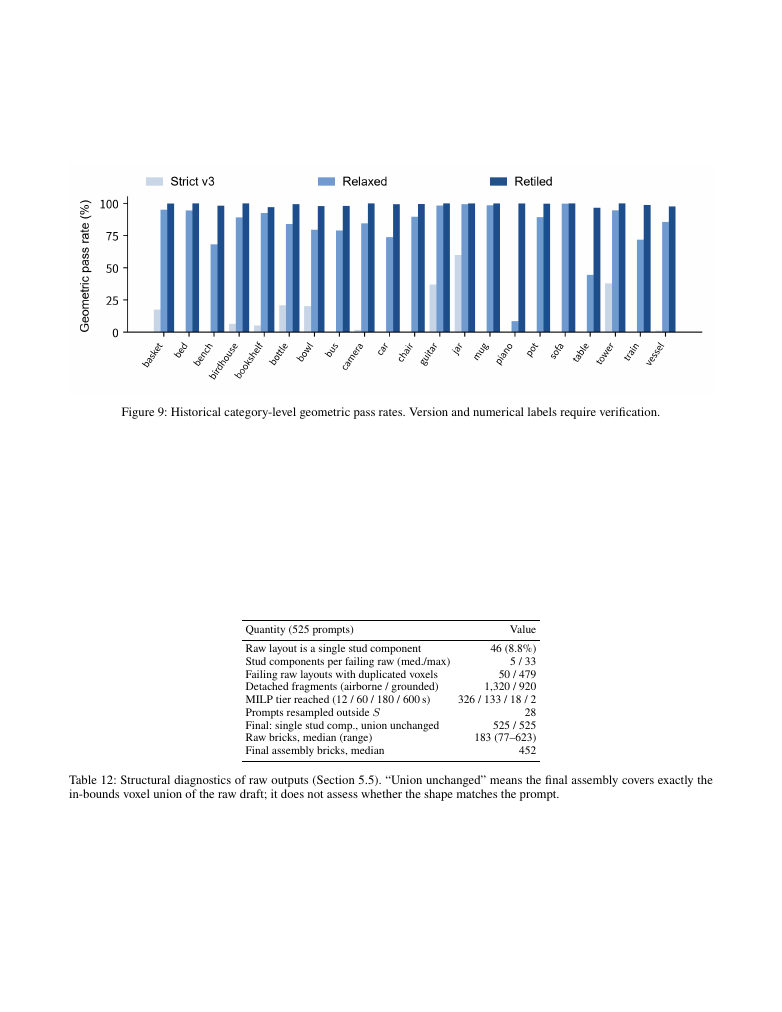 Strict v3 Relaxed Retiled
Geometric pass rate (%)
100
75
50
25
0
basket bed bench birdhouse bookshelf bottle bowl bus camera car chair guitar jar mug piano pot sofa table tower train vessel
Figure 9: Historical category-level geometric pass rates. Version and numerical labels require verification.
Quantity (525 prompts) Value
Raw layout is a single stud component 46 (8.8%)
Stud components per failing raw (med./max) 5 / 33
Failing raw layouts with duplicated voxels 50 / 479
Detached fragments (airborne / grounded) 1,320 / 920
MILP tier reached (12 / 60 / 180 / 600 s) 326 / 133 / 18 / 2
Prompts resampled outside S 28
Final: single stud comp., union unchanged 525 / 525
Raw bricks, median (range) 183 (77–623)
Final assembly bricks, median 452
Table 12: Structural diagnostics of raw outputs (Section 5.5). “Union unchanged” means the final assembly covers exactly the
in-bounds voxel union of the raw draft; it does not assess whether the shape matches the prompt.